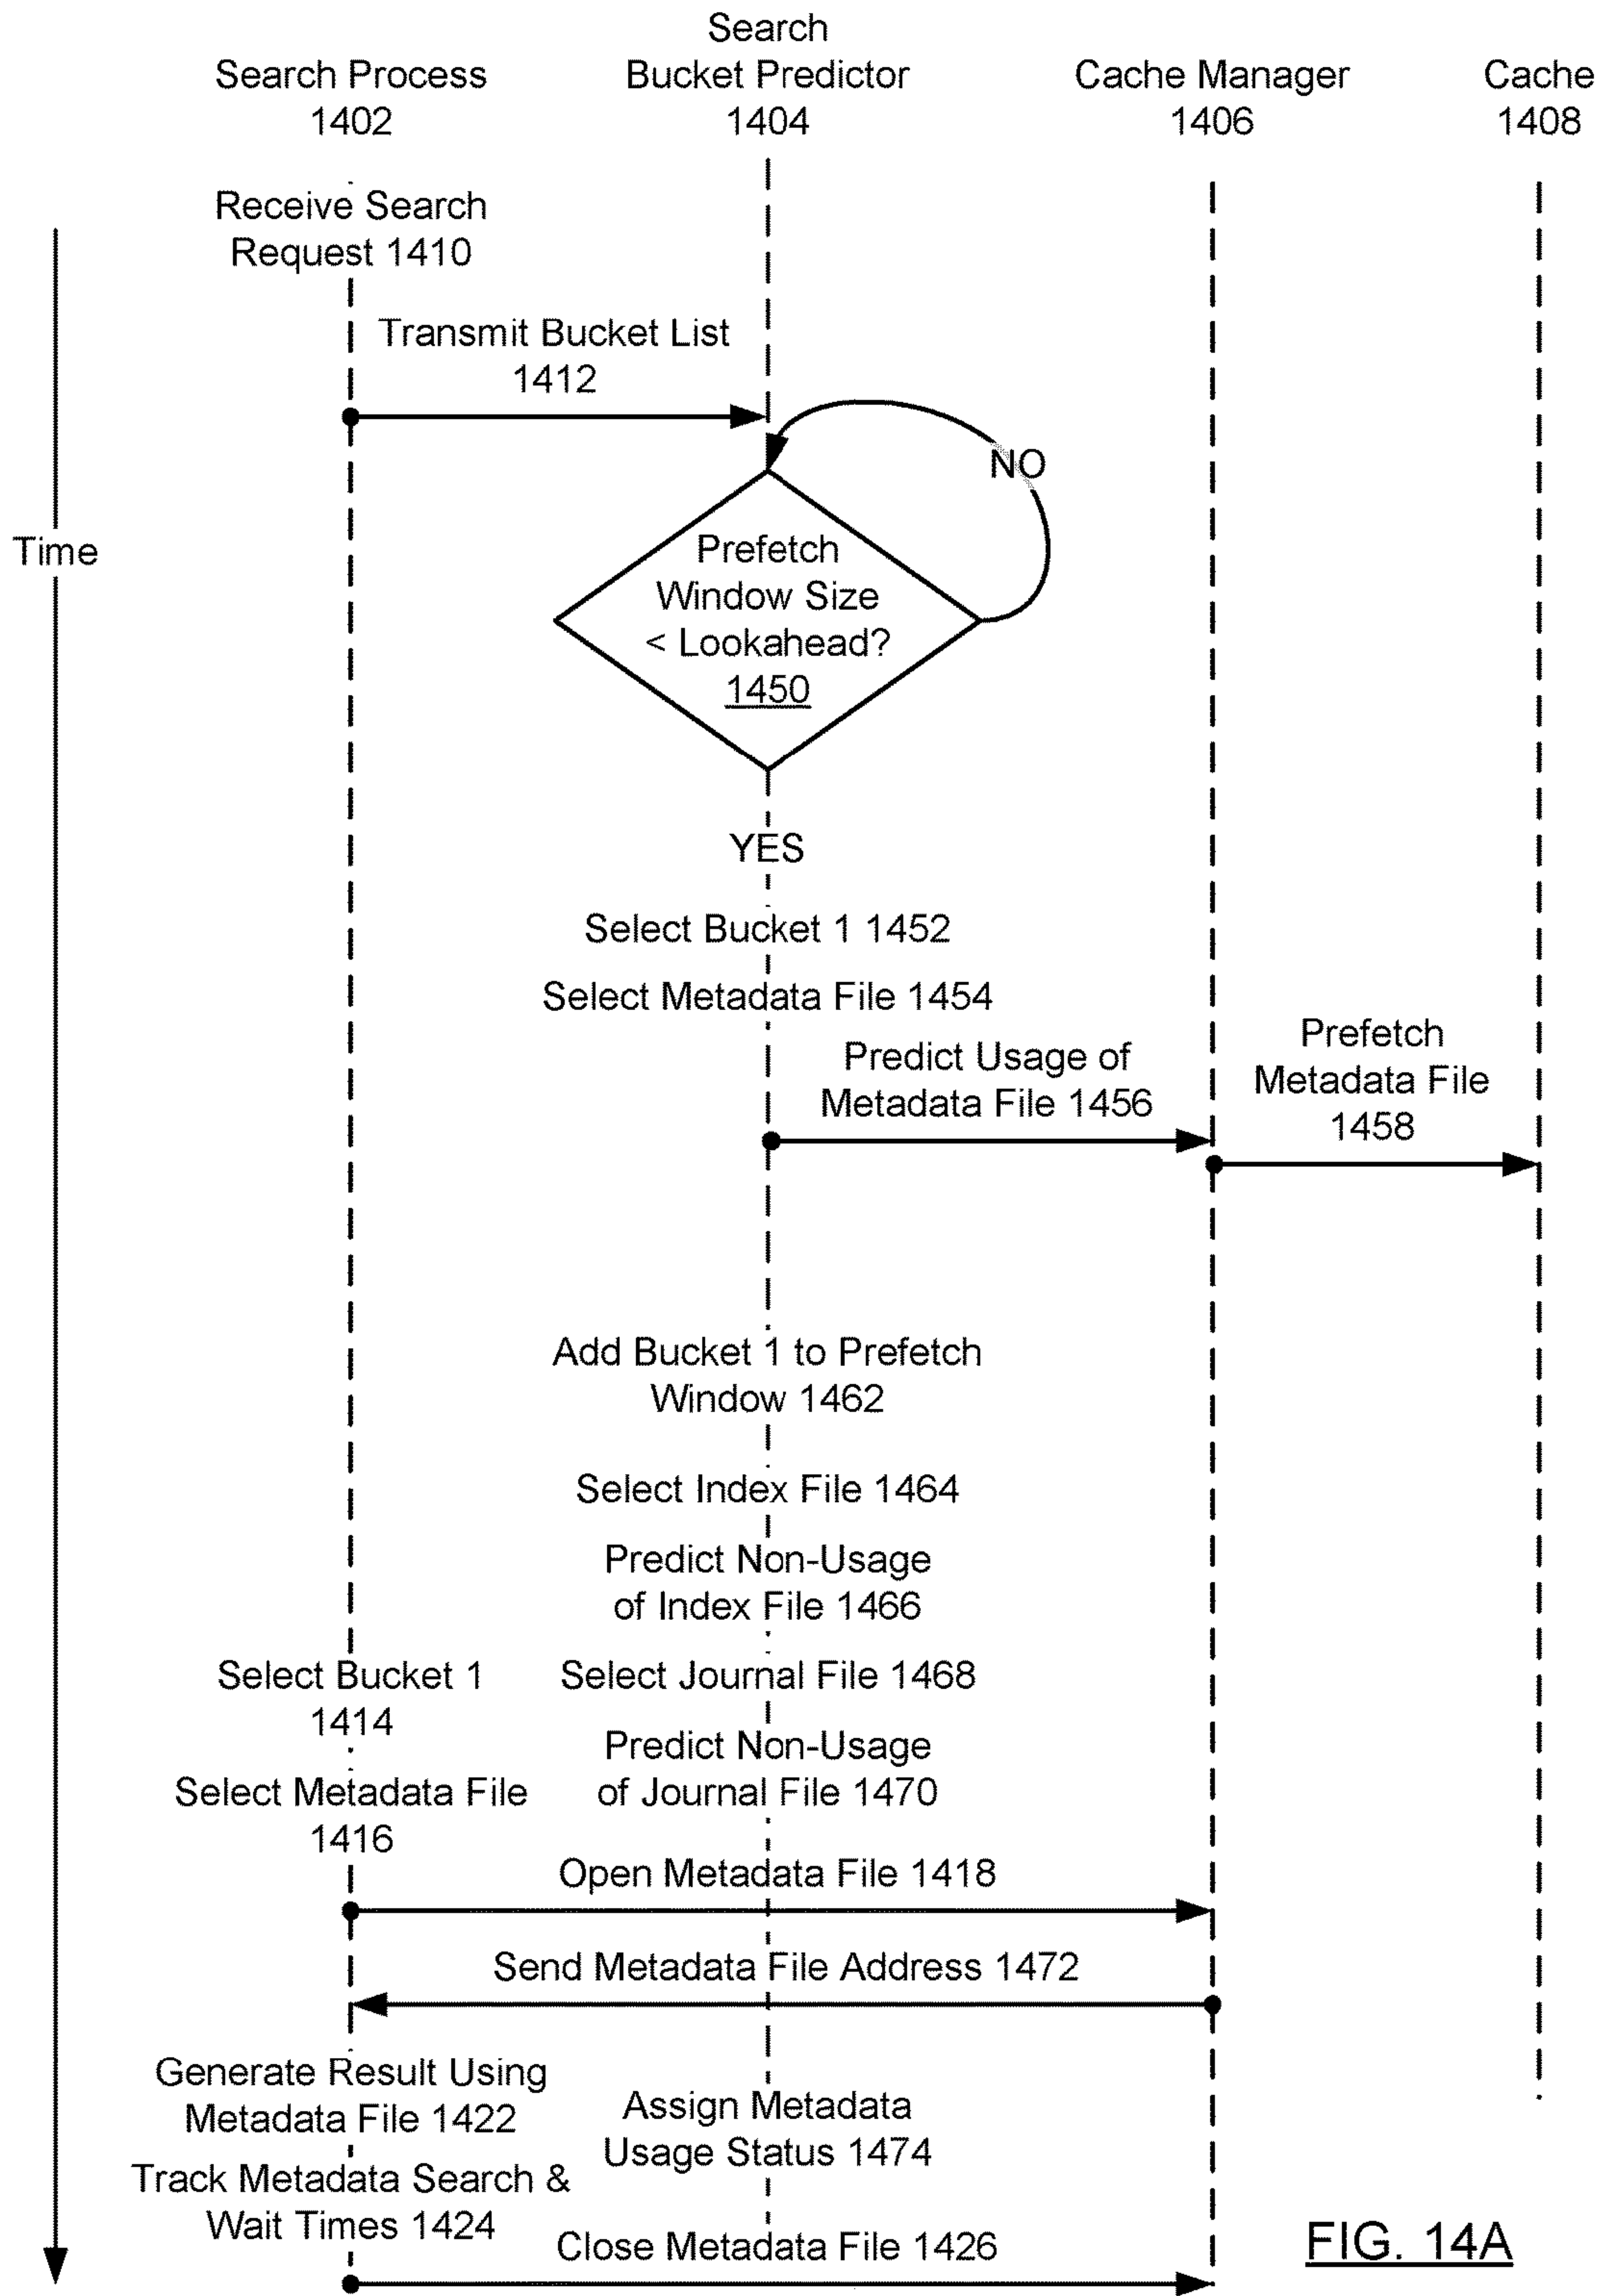 Search
Search Process Bucket Predictor Cache Manager Cache
1402 1404 1406 1408
Receive Search
Request 1410
Transmit Bucket List
1412
NO
Time
Prefetch
Window Size
< Lookahead?
1450
YES
Select Bucket 1 1452
Select Metadata File 1454
Predict Usage of
Metadata File 1456
Prefetch
Metadata File
1458
Add Bucket 1 to Prefetch
Window 1462
Select Index File 1464
Predict Non-Usage
of Index File 1466
Select Bucket 1
1414
Select Journal File 1468
Predict Non-Usage
of Journal File 1470
Select Metadata File
1416
Open Metadata File 1418
Send Metadata File Address 1472
Generate Result Using
Metadata File 1422
Assign Metadata
Usage Status 1474
Track Metadata Search &
Wait Times 1424
Close Metadata File 1426
FIG. 14A